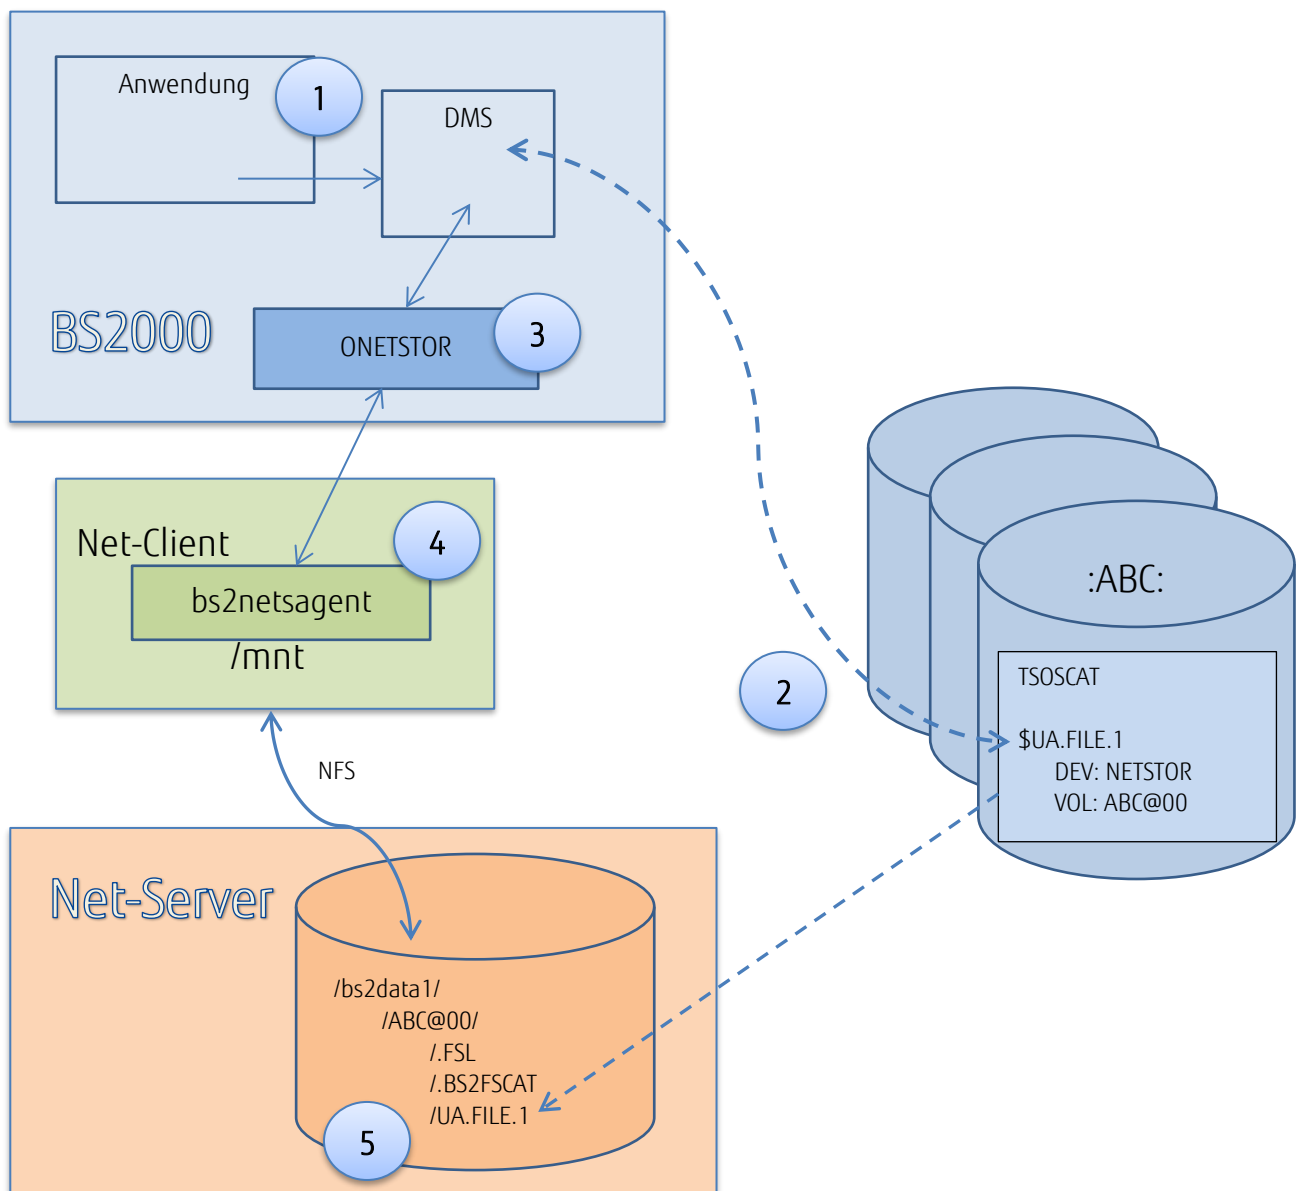 Anwendung
1
DMS
BS2000
ONETSTOR
3
Net-Client
4
bs2netsagent
/mnt
:ABC:
2
TSOSCAT
$UA.FILE.1
DEV: NETSTOR
VOL: ABC@00
NFS
Net-Server
/bs2data1/
/ABC@00/
/.FSL
/.BS2FSCAT
/UA.FILE.1
5